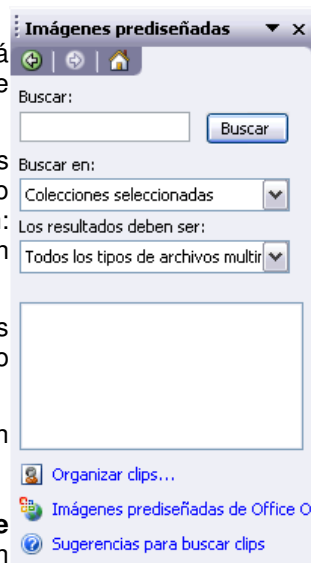 Imágenes prediseñadas
Buscar:
Buscar
Buscar en:
Colecciones seleccionadas
Los resultados deben ser:
Todos los tipos de archivos multir
Organizar clips...
Imágenes prediseñadas de Office O
Sugerencias para buscar clips